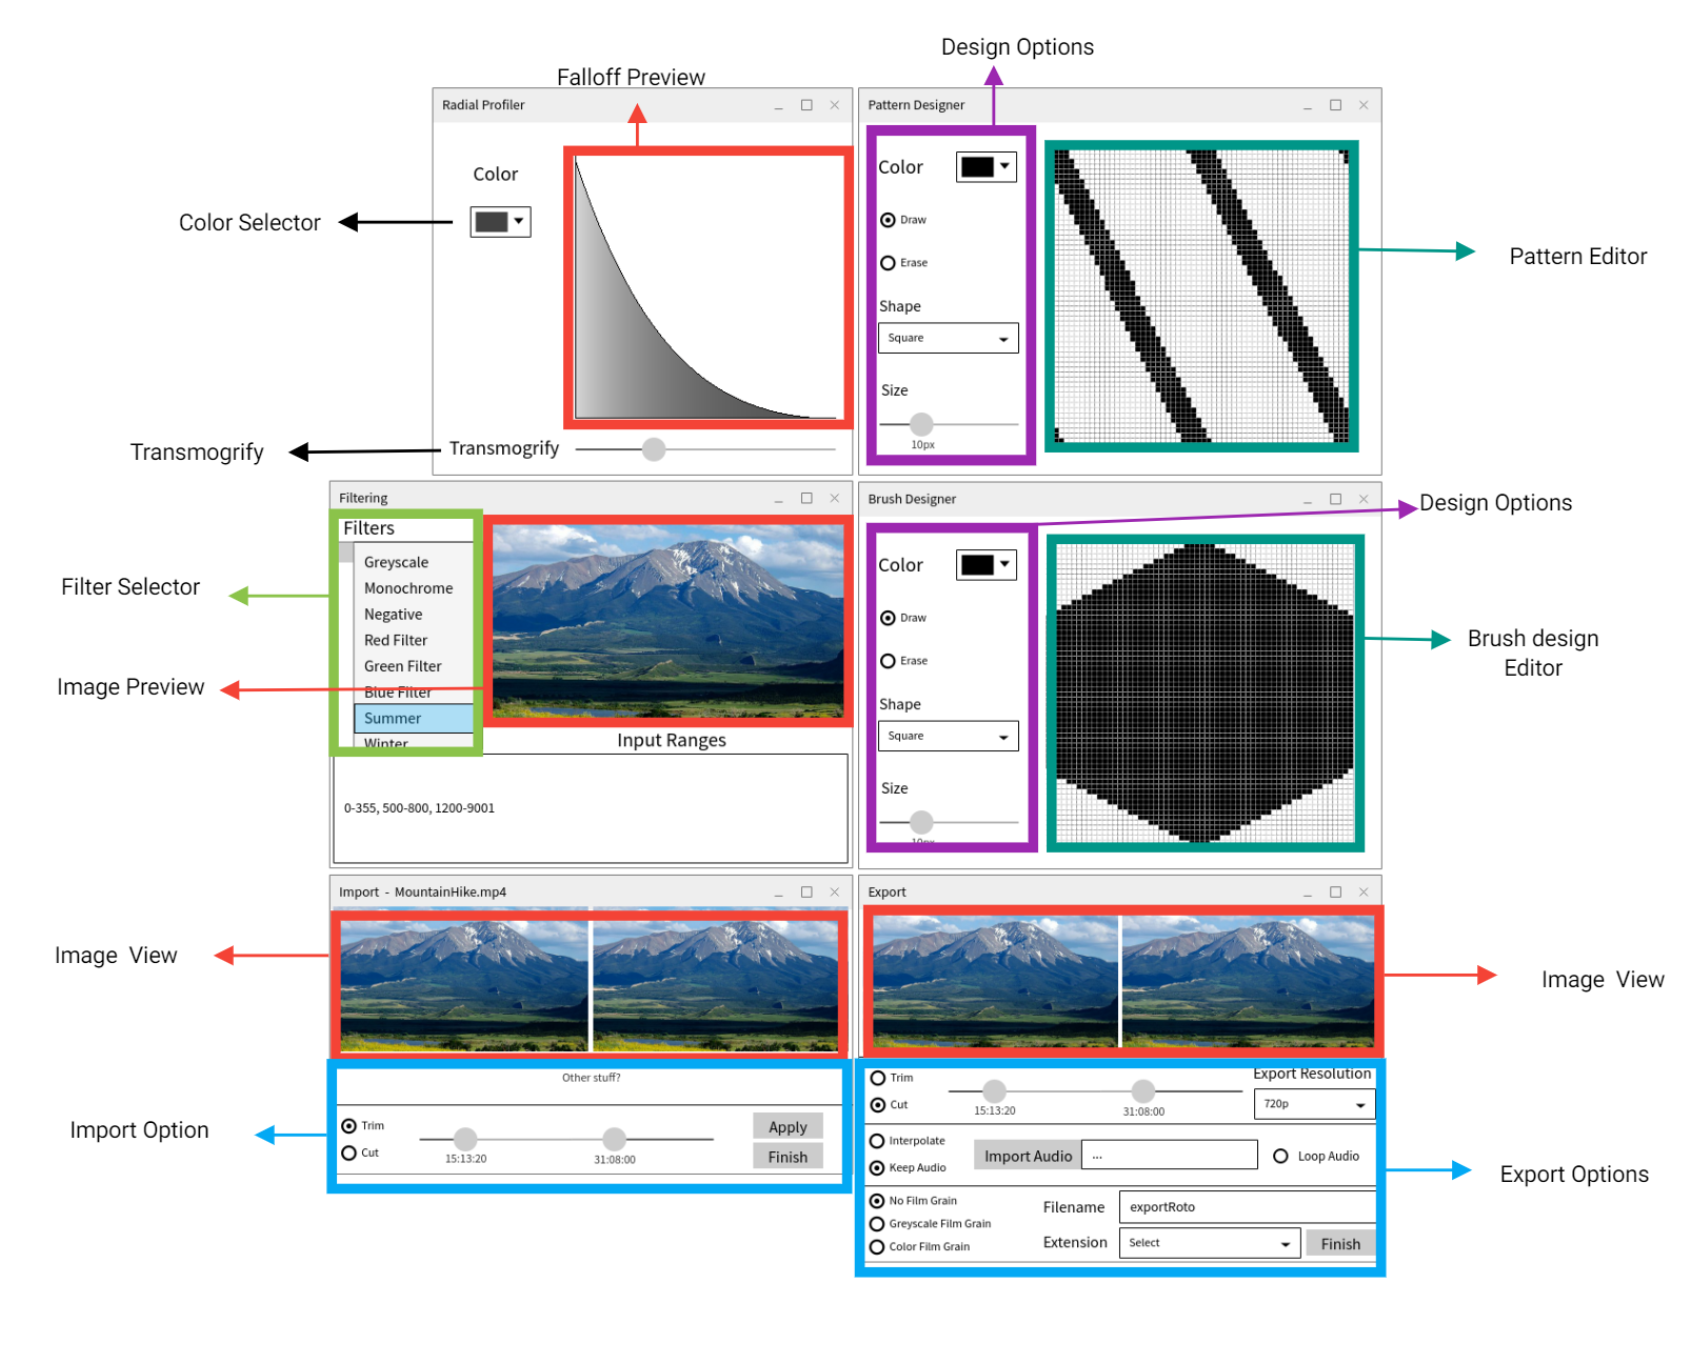 Design Options
Falloff Preview
Radial Profiler
Pattern Designer
Color
Color
Color Selector
Draw
Erase
Pattern Editor
Shape
Square
Size
10px
Transmogrify
Transmogrify
Filtering
Brush Designer
Design Options
Filters
Greyscale
Monochrome
Negative
Red Filter
Green Filter
Blue Filter
Summer
Winter
Filter Selector
Image Preview
Input Ranges
0-355, 500-800, 1200-9001
Color
Draw
Erase
Shape
Square
Size
10px
Brush design
Editor
Import - MountainHike.mp4
Export
Image View
Image View
Other stuff?
Trim
Cut
15:13:20
31:08:00
Apply
Finish
Import Option
Trim
Cut
15:13:20
31:08:00
Export Resolution
720p
Interpolate
Keep Audio
Import Audio
...
Loop Audio
No Film Grain
Greyscale Film Grain
Color Film Grain
Filename
exportRoto
Extension
Select
Finish
Export Options